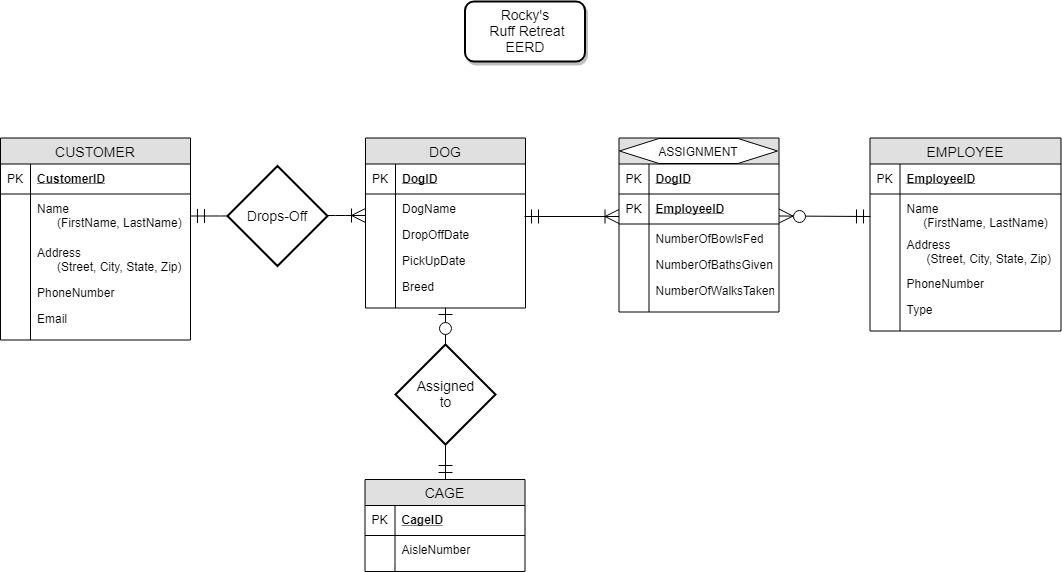 Rocky's
Ruff Retreat
EERD
CUSTOMER
PK CustomerID
Name
(FirstName, LastName)
Address
(Street, City, State, Zip)
PhoneNumber
Email
Drops-Off
DOG
PK DogID
DogName
DropOffDate
PickUpDate
Breed
ASSIGNMENT
PK DogID
PK EmployeeID
NumberOfBowlsFed
NumberOfBathsGiven
NumberOfWalksTaken
EMPLOYEE
PK EmployeeID
Name
(FirstName, LastName)
Address
(Street, City, State, Zip)
PhoneNumber
Type
Assigned
to
CAGE
PK CageID
AisleNumber